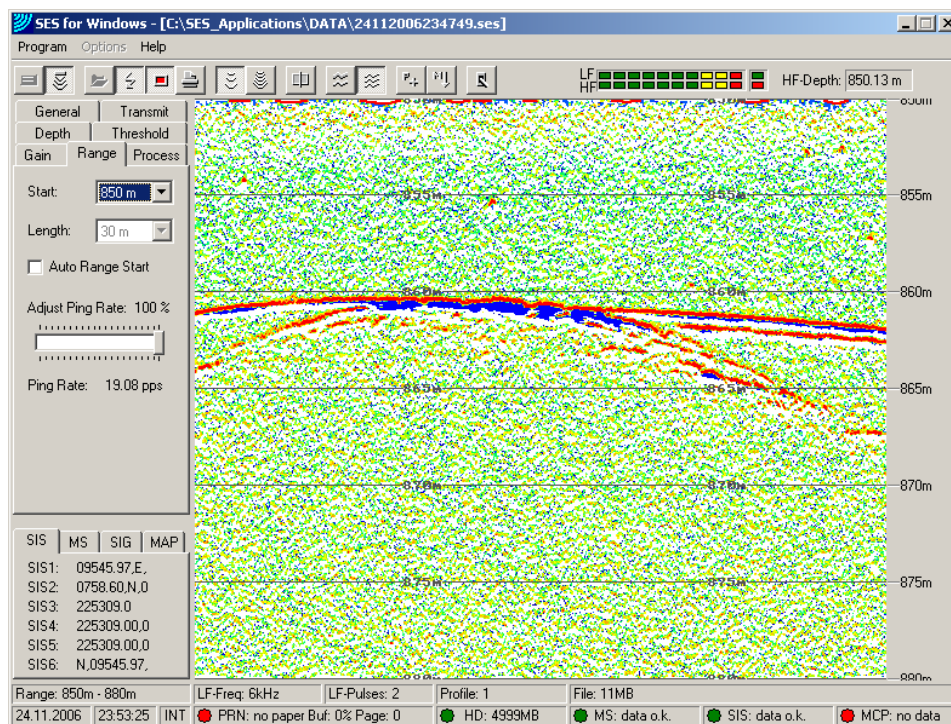 SES for Windows - [C:\SES_Applications\DATA\24112006234749.ses]
Program Options Help
LF
HF
HF-Depth: 850.13 m
General Transmit
Depth Threshold
Gain Range Process
Start: 850 m
Length: 30 m
Auto Range Start
Adjust Ping Rate: 100 %
Ping Rate: 19.08 pps
850m 850m 850m
855m 855m 855m
860m 860m 860m
865m 865m 865m
870m 870m 870m
875m 875m 875m
880m 880m 880m
SIS MS SIG MAP
SIS1: 09545.97,E,
SIS2: 0758.60,N,0
SIS3: 225309.0
SIS4: 225309.00,0
SIS5: 225309.00,0
SIS6: N,09545.97,
Range: 850m - 880m LF-Freq: 6kHz LF-Pulses: 2 Profile: 1 File: 11MB
24.11.2006 23:53:25 INT PRN: no paper Buf: 0% Page: 0 HD: 4999MB MS: data o.k. SIS: data o.k. MCP: no data